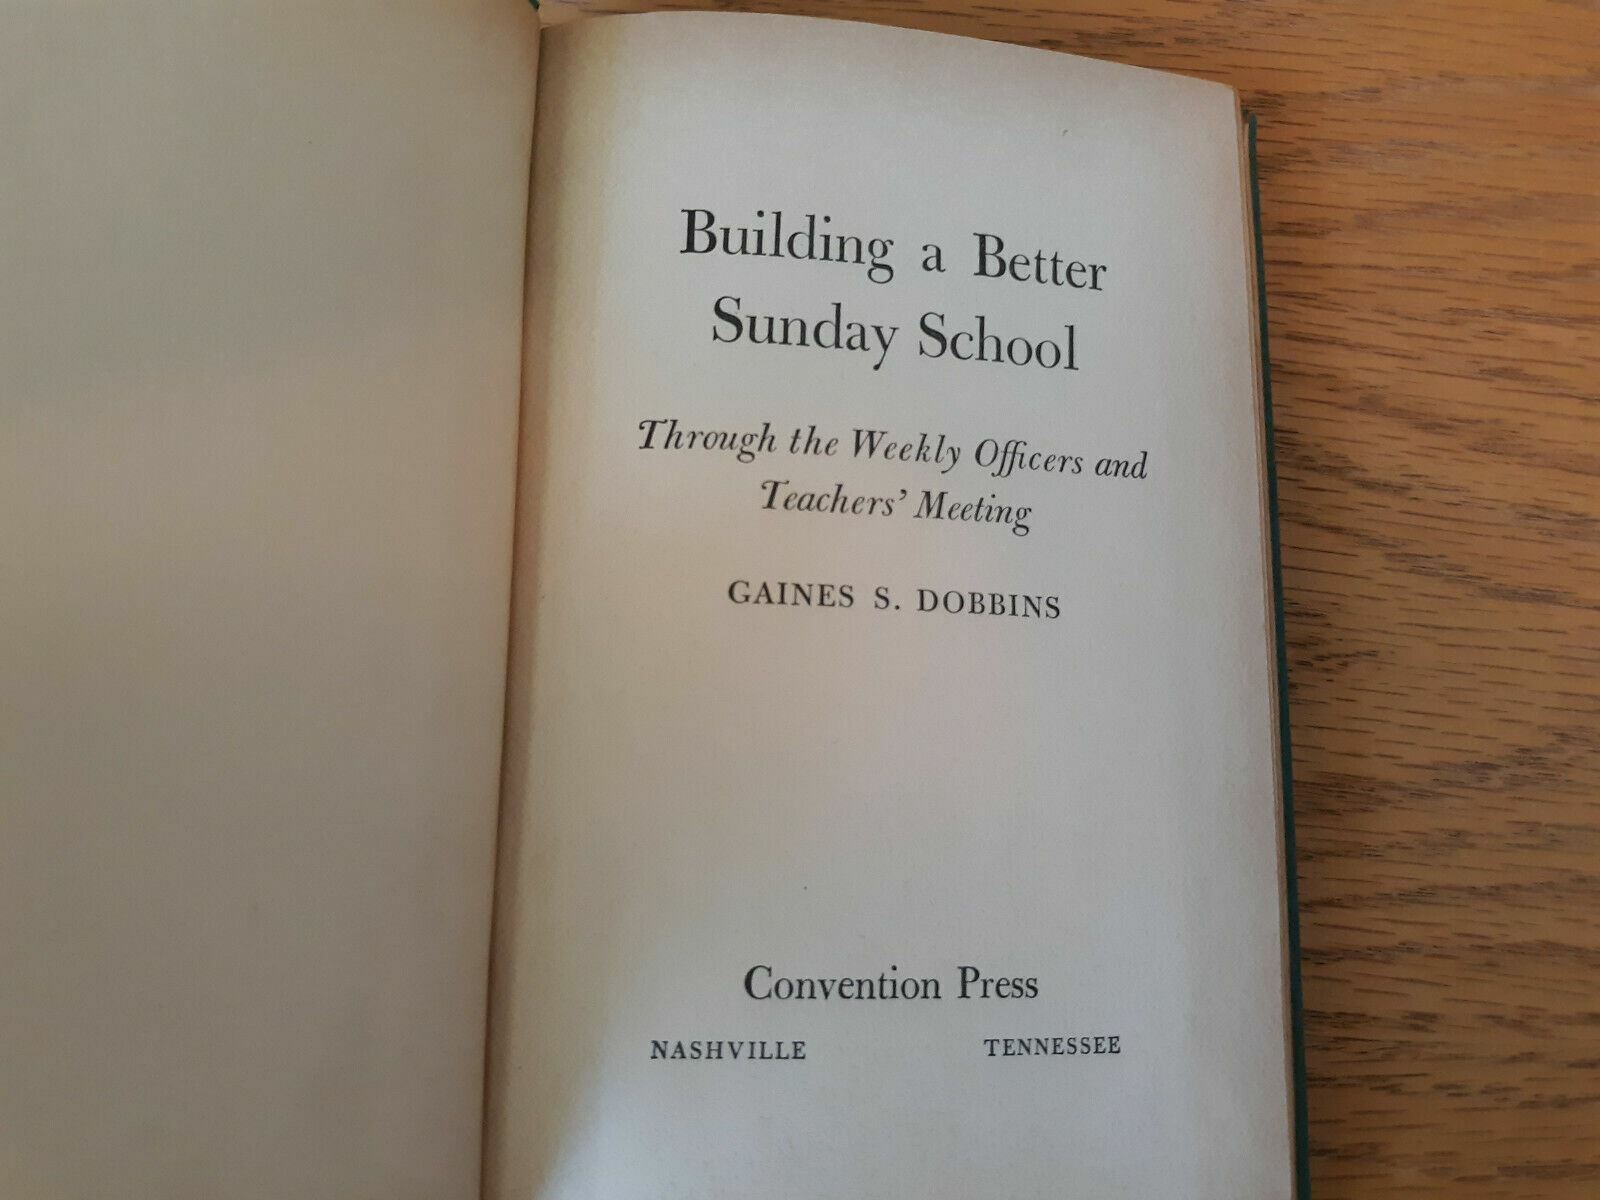 Building a Better
Sunday School
Through the Weekly Officers and
Teachers' Meeting
GAINES S. DOBBINS
Convention Press
NASHVILLE TENNESSEE